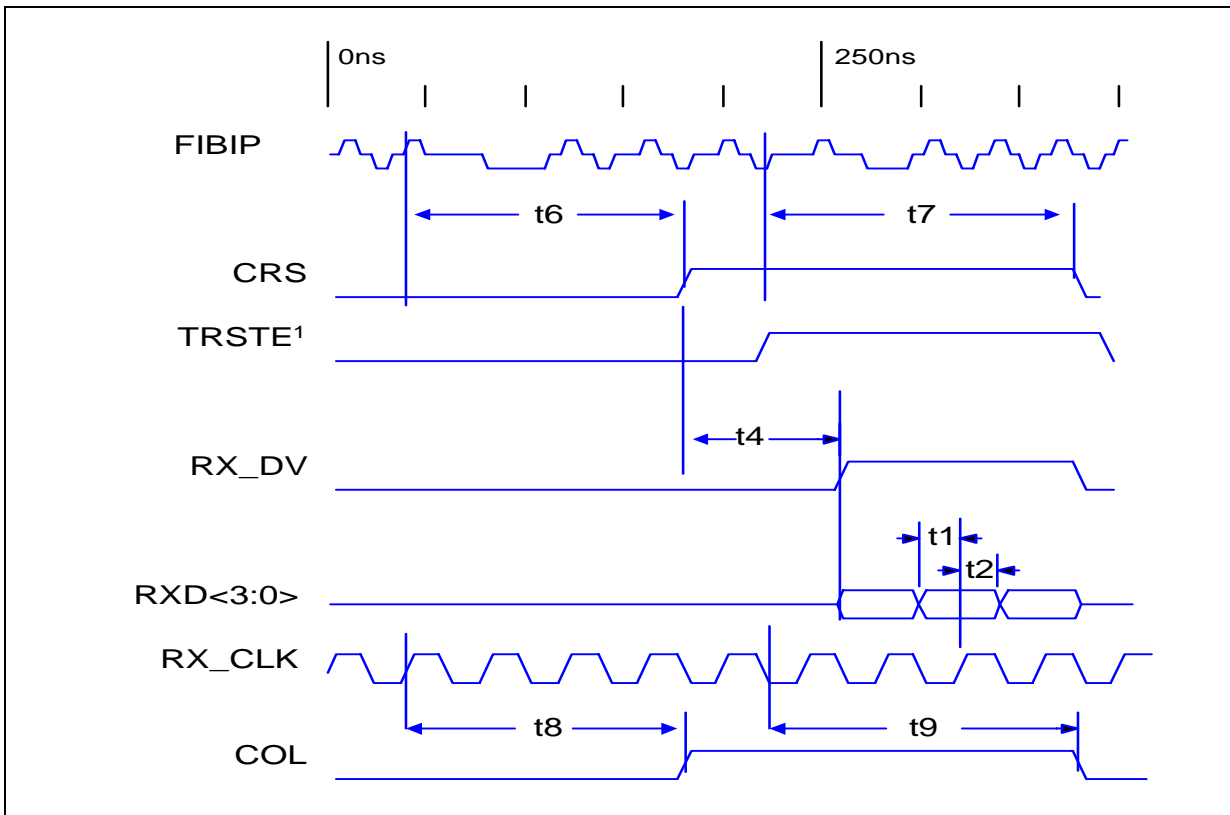 0ns 250ns
FIBIP
t6 t7
CRS
TRSTE¹
t4
RX_DV
t1
t2
RXD<3:0>
RX_CLK
t8 t9
COL